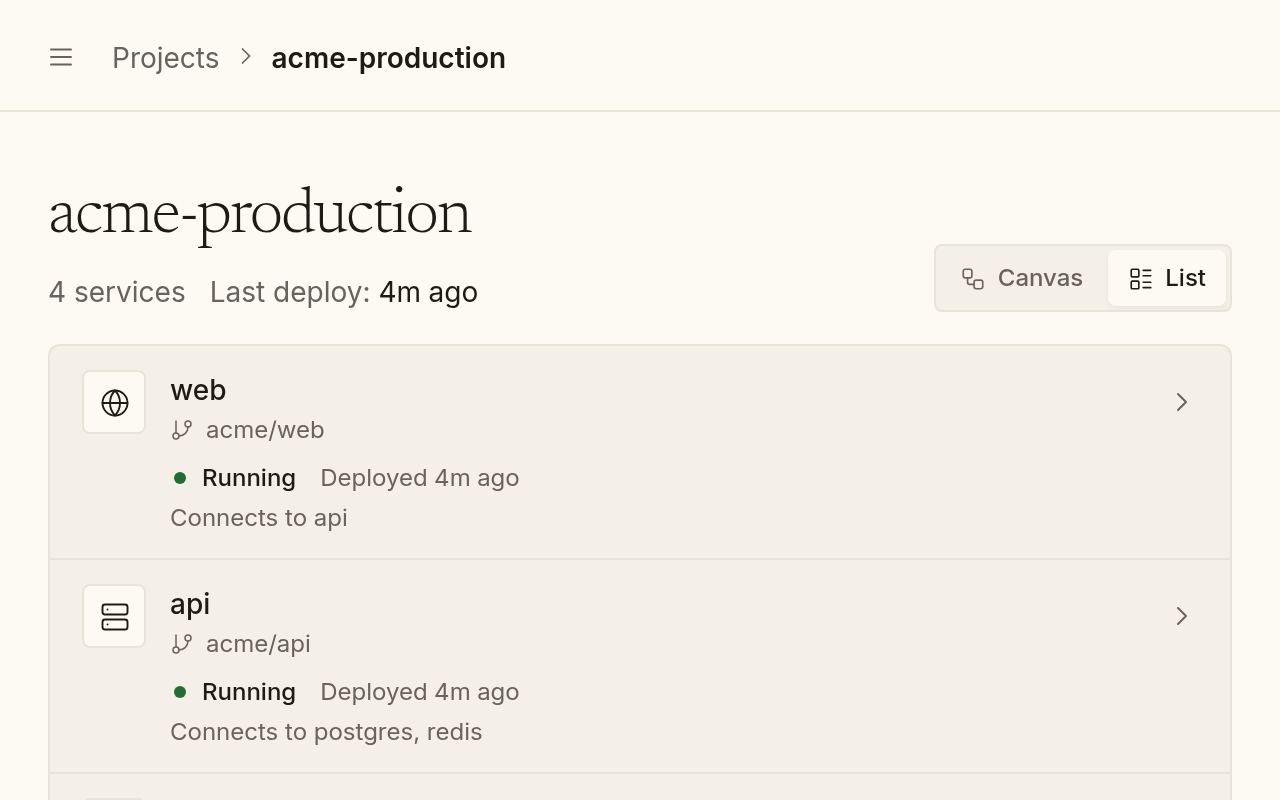 Projects acme-production
acme-production
4 services Last deploy: 4m ago
Canvas List
web
acme/web
Running Deployed 4m ago
Connects to api
api
acme/api
Running Deployed 4m ago
Connects to postgres, redis